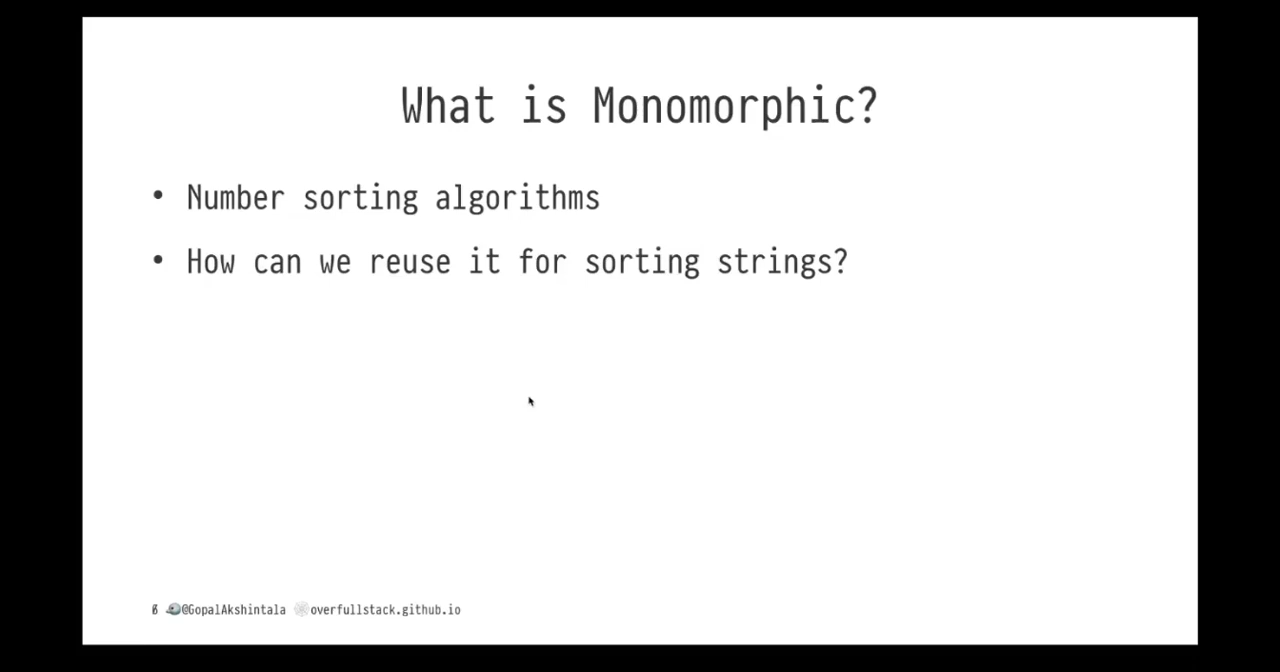 What is Monomorphic?
• Number sorting algorithms
• How can we reuse it for sorting strings?
6 @GopalAkshintala overfullstack.github.io